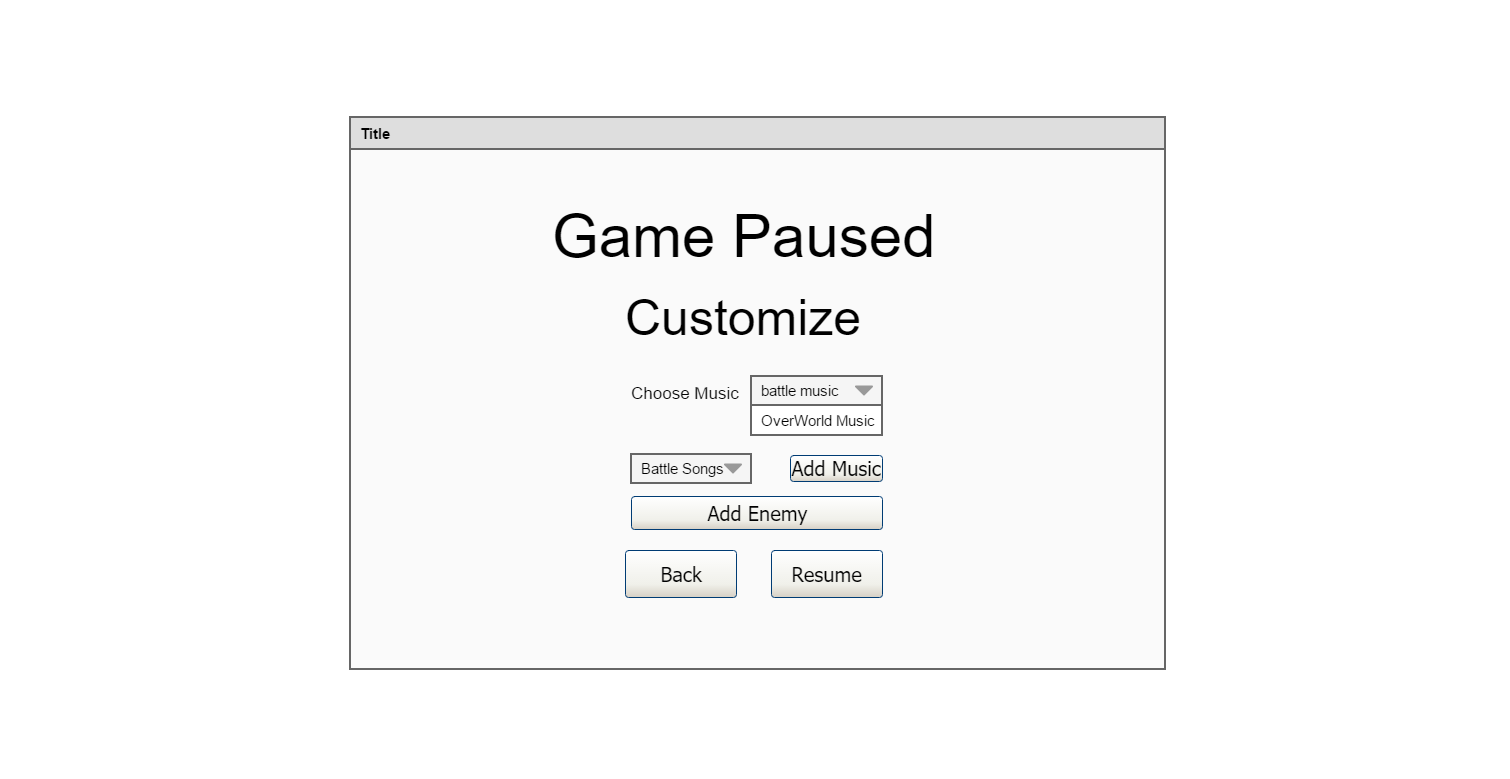 Title
Game Paused
Customize
Choose Music battle music
OverWorld Music
Battle Songs Add Music
Add Enemy
Back Resume